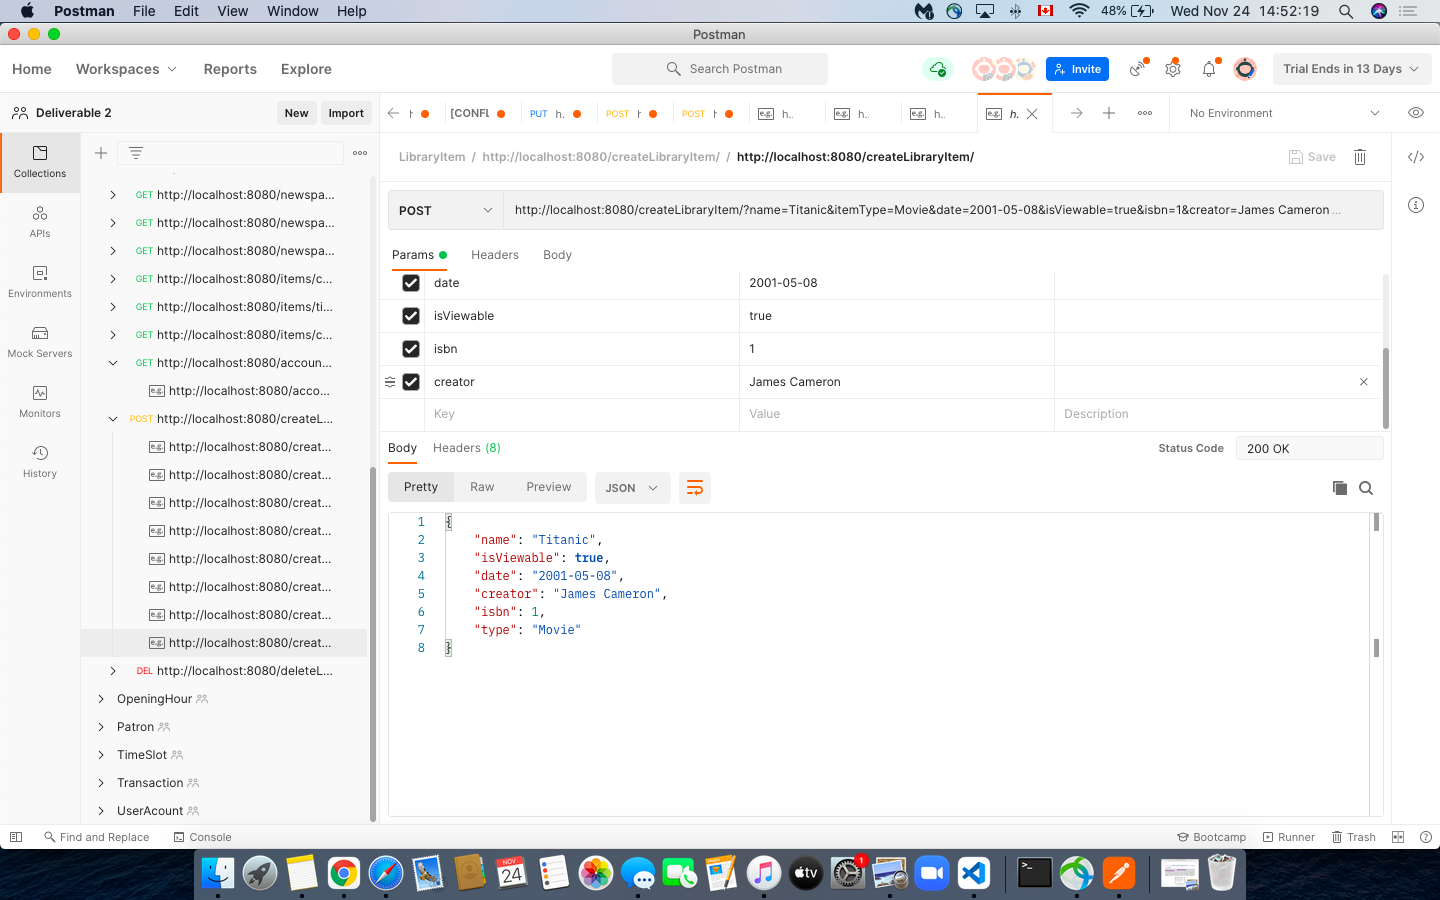 Postman File Edit View Window Help 48% Wed Nov 24 14:52:19
Postman
Home Workspaces Reports Explore Search Postman Invite Trial Ends in 13 Days
Deliverable 2 New Import
[CONFL PUT h. POST h POST h e.g. h.. e.g. h.. e.g. h.. e.g. h.. No Environment
Collections
APIs
Environments
Mock Servers
Monitors
History
GET http://localhost:8080/newspa...
GET http://localhost:8080/newspa...
GET http://localhost:8080/newspa...
GET http://localhost:8080/items/c...
GET http://localhost:8080/items/ti...
GET http://localhost:8080/items/c...
GET http://localhost:8080/accoun...
e.g. http://localhost:8080/acco...
POST http://localhost:8080/createL...
e.g. http://localhost:8080/creat...
e.g. http://localhost:8080/creat...
e.g. http://localhost:8080/creat...
e.g. http://localhost:8080/creat...
e.g. http://localhost:8080/creat...
e.g. http://localhost:8080/creat...
e.g. http://localhost:8080/creat...
e.g. http://localhost:8080/creat...
DEL http://localhost:8080/deleteL...
OpeningHour
Patron
TimeSlot
Transaction
UserAcount
LibraryItem / http://localhost:8080/createLibraryItem/ / http://localhost:8080/createLibraryItem/ Save
POST http://localhost:8080/createLibraryItem/?name=Titanic&itemType=Movie&date=2001-05-08&isViewable=true&isbn=1&creator=James Cameron ...
Params Headers Body
date 2001-05-08
isViewable true
isbn 1
creator James Cameron
Key Value Description
Body Headers (8) Status Code 200 OK
Pretty Raw Preview JSON
1 {
2 "name": "Titanic",
3 "isViewable": true,
4 "date": "2001-05-08",
5 "creator": "James Cameron",
6 "isbn": 1,
7 "type": "Movie"
8 }
Find and Replace Console Bootcamp Runner Trash
NOV
24
tv
1